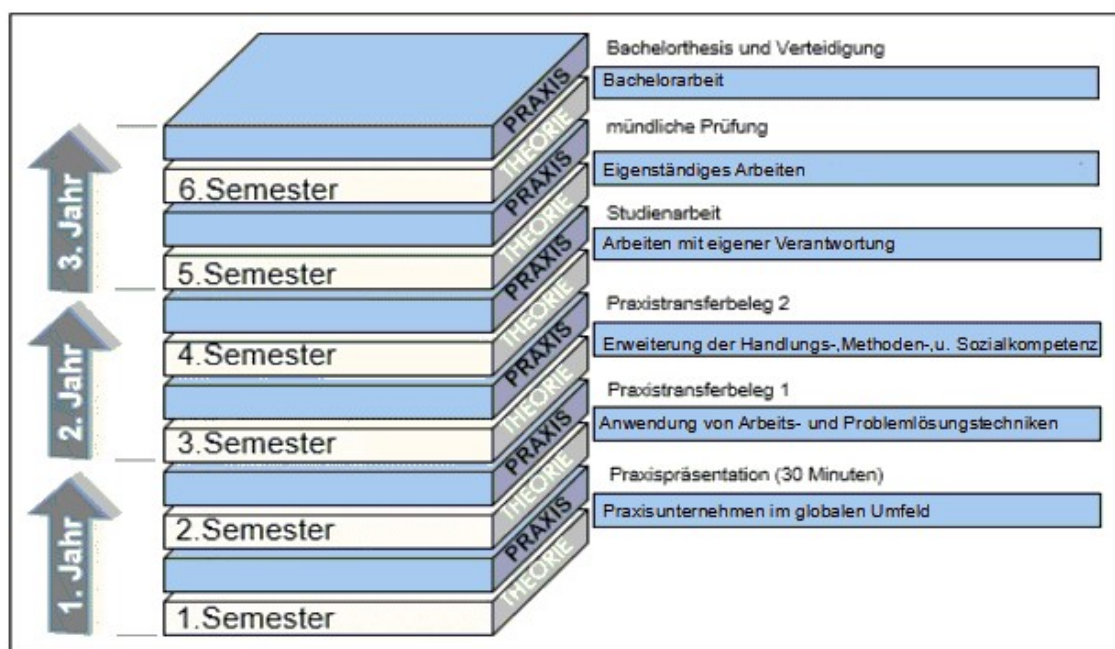 Bachelorthesis und Verteidigung
PRAXIS
Bachelorarbeit
THEORIE
mündliche Prüfung
6.Semester
PRAXIS
Eigenständiges Arbeiten
3. Jahr
THEORIE
Studienarbeit
5.Semester
PRAXIS
Arbeiten mit eigener Verantwortung
THEORIE
Praxistransferbeleg 2
4.Semester
PRAXIS
Erweiterung der Handlungs-,Methoden-,u. Sozialkompetenz
2. Jahr
THEORIE
Praxistransferbeleg 1
3.Semester
PRAXIS
Anwendung von Arbeits- und Problemlösungstechniken
THEORIE
Praxispräsentation (30 Minuten)
2.Semester
PRAXIS
Praxisunternehmen im globalen Umfeld
1. Jahr
THEORIE
1.Semester